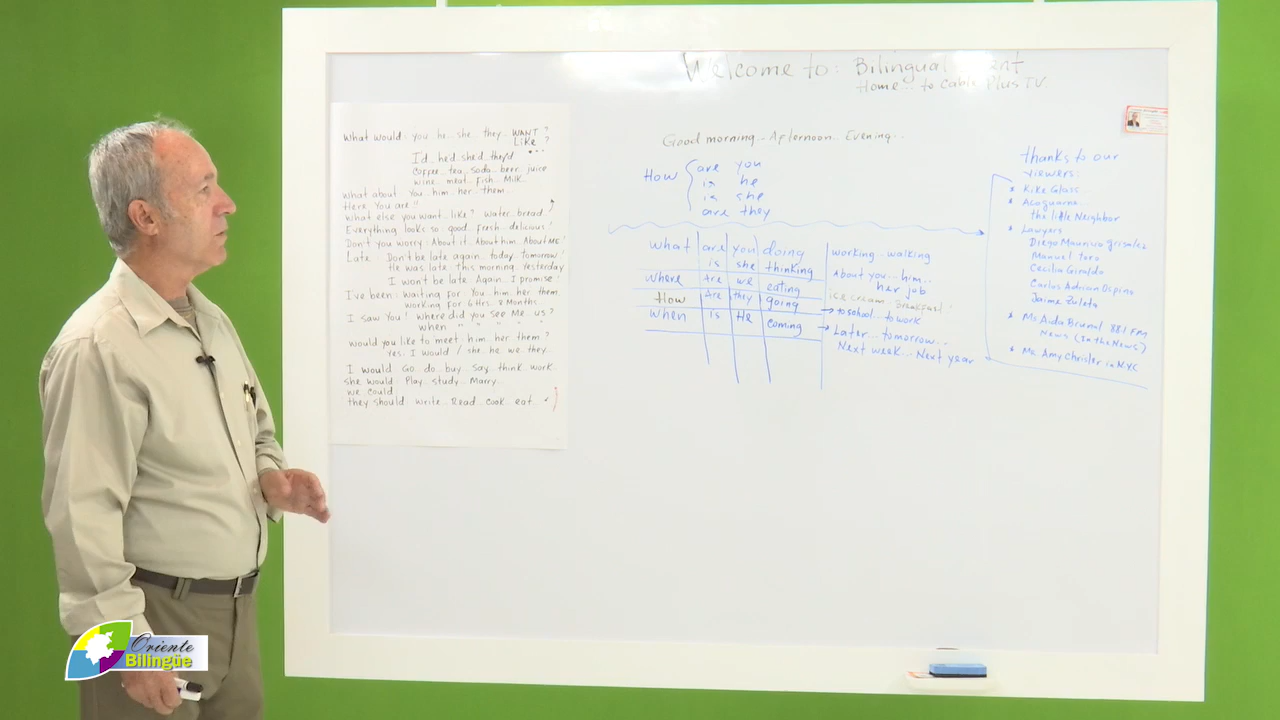 Welcome to: Bilingual
Home... to Cable Plus TV
Good morning.. Afternoon.. Evening..
How
are you
is he
is she
are they
what are you doing working.. walking
is she thinking About you.. him..
her job
where Are we eating ice cream.. Breakfast!
How Are they going to school.. to work
when is He coming Later.. tomorrow..
Next week.. Next year
thanks to our
viewers:
* Kike Glass
* Acoguarne..
the little Neighbor
* Lawyers
Diego Mauricio Grisalez
Manuel Toro
Cecilia Giraldo
Carlos Adrian Ospina
Jaime Zuleta
* Ms Aida Brunal 88.1 FM
News (In the News)
* Ms. Amy Chesler in N.Y.C
What would you he.. she.. they.. WANT?
Like?
I'd he'd she'd they'd
coffee.. tea.. soda.. beer.. juice
wine.. meat.. fish.. Milk..
what about you.. him.. her.. them..
Here You are!!
What else you want.. like? water.. bread..
Everything looks so.. good.. fresh.. delicious!
Don't you worry. About it. About him. About Ms.!
Late Don't be late again.. today.. Tomorrow!
He was late this morning.. Yesterday
I won't be late.. Again.. I promise!
I've been: waiting for you.. him.. her.. them
working for 6 Hrs.. 8 Months..
I saw You! where did you see Me.. us?
when " " " "
would you like to meet.. him.. her.. them?
Yes. I would / she.. he.. we.. they..
I would Go.. do.. buy.. say.. think.. work..
she would Play.. study.. Marry..
we could
they should write.. Read.. cook.. eat..
Oriente
Bilingüe